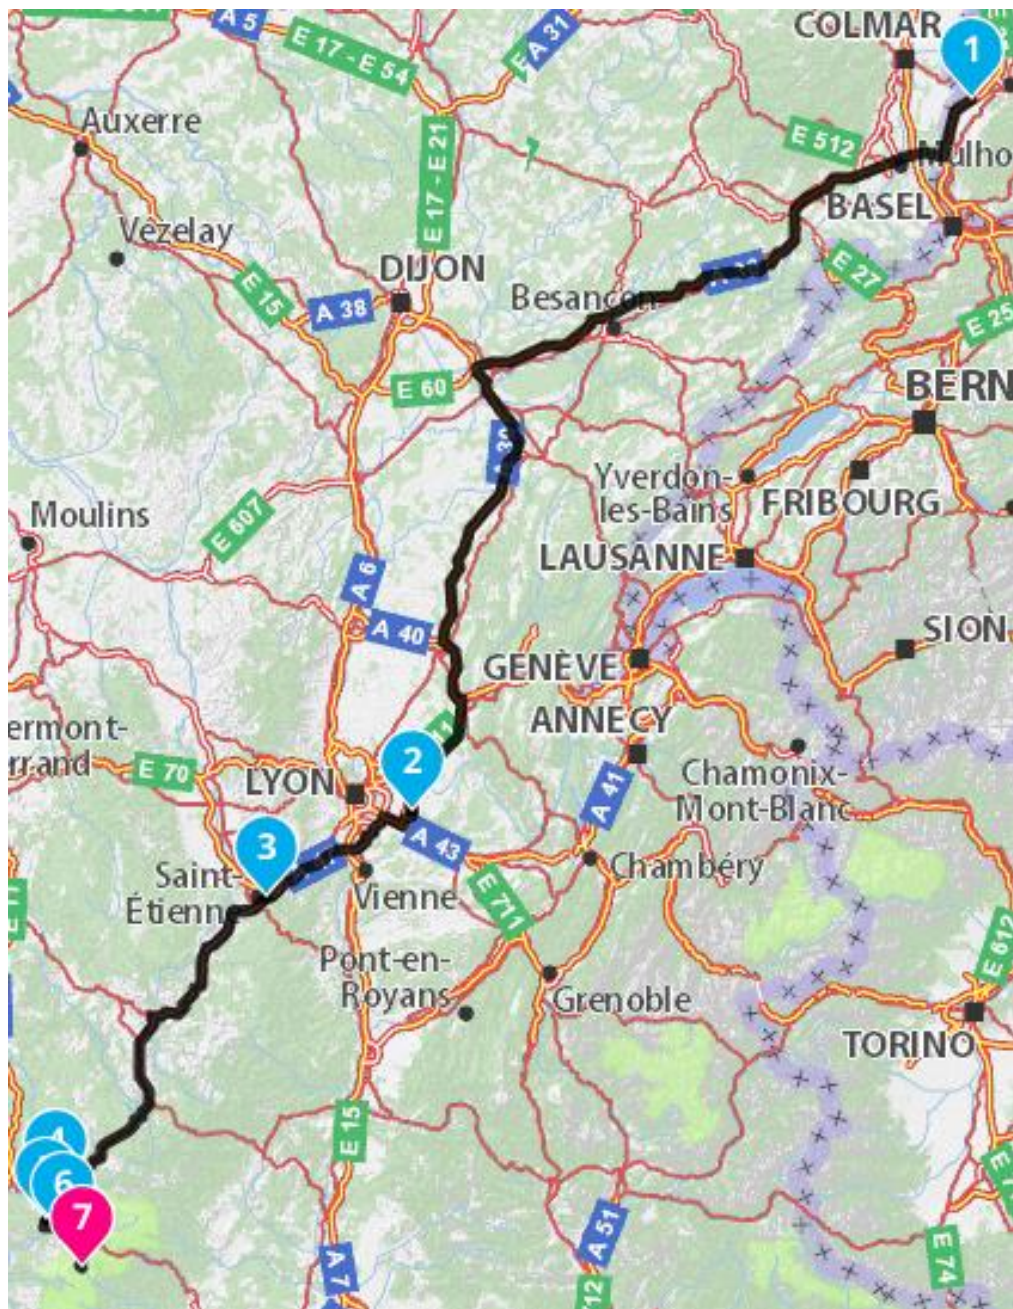 A 5
E 17 - E 54
A 31
COLMAR
1
Auxerre
E 512
E 17 - E 21
Mulho
BASEL
Vézelay
DIJON
E 27
E 15
A 38
Besançon
E 25
E 60
BERN
Yverdon-
les-Bains
FRIBOURG
Moulins
E 607
LAUSANNE
A 6
A 40
SION
GENÈVE
ermont-
rrand
ANNECY
2
E 70
LYON
Chamonix-
Mont-Blanc
A 41
3
A 43
Saint-
Étienn
Vienne
Chambéry
E 711
E 612
Pont-en-
Royans
Grenoble
TORINO
4
E 15
6
7
A 51
E 74
A 7